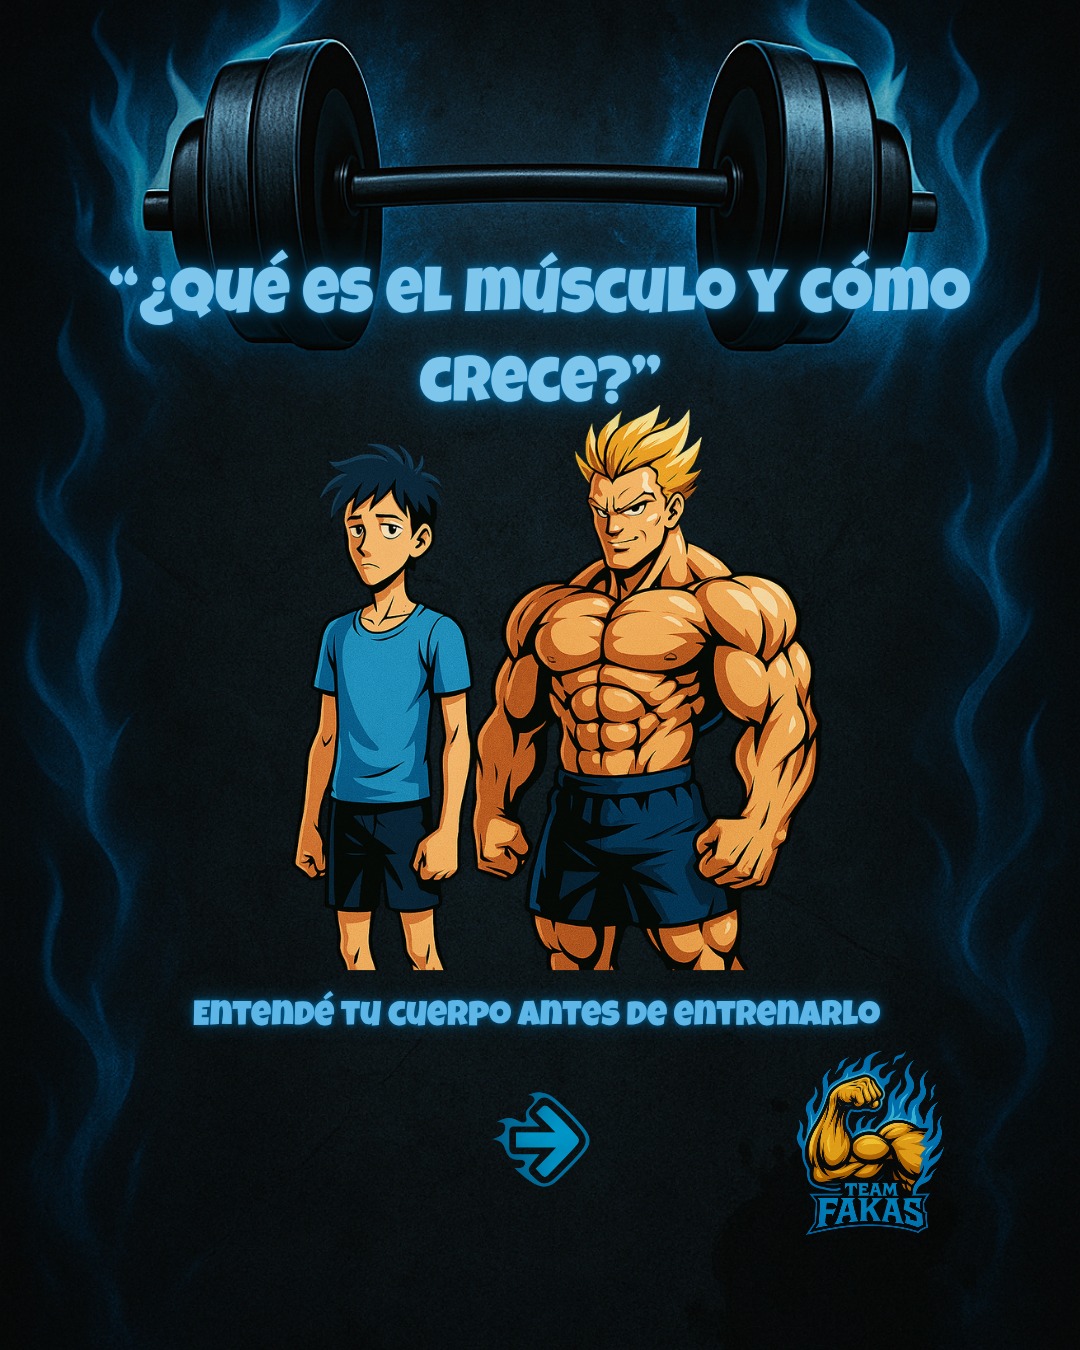 “¿Qué es el músculo y cómo
crece?”
Entendé tu cuerpo antes de entrenarlo
TEAM
FAKAS